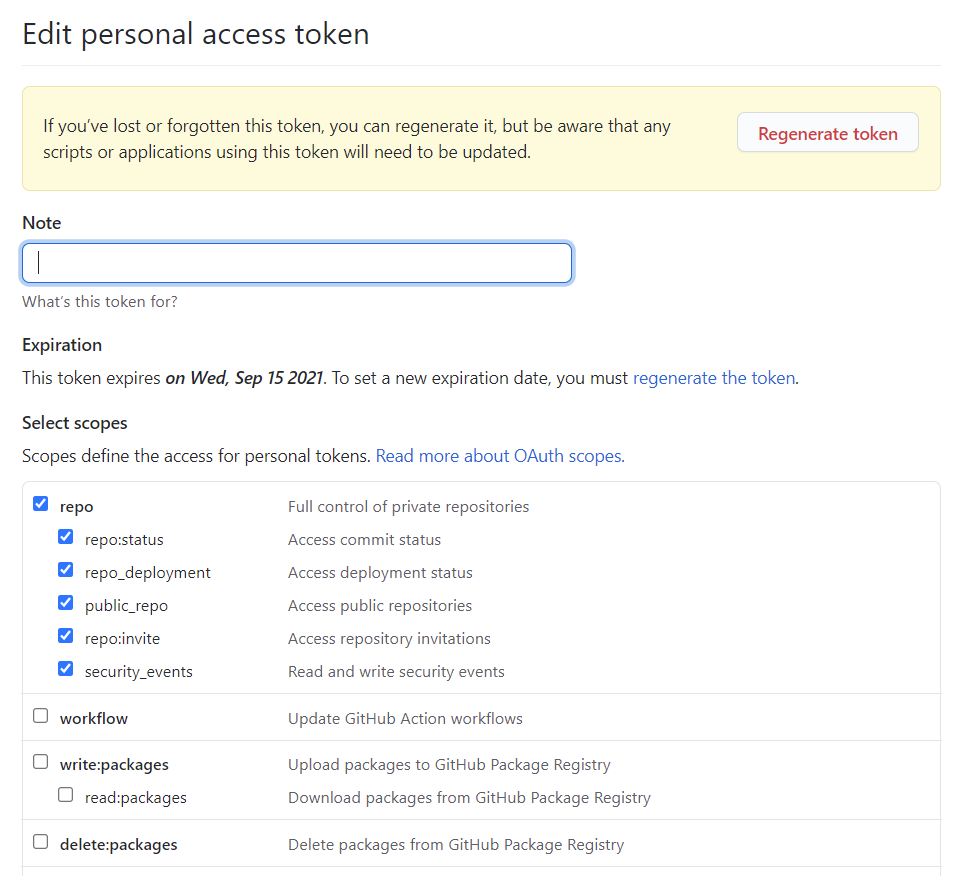 Edit personal access token
If you've lost or forgotten this token, you can regenerate it, but be aware that any
scripts or applications using this token will need to be updated.
Regenerate token
Note
What's this token for?
Expiration
This token expires on Wed, Sep 15 2021. To set a new expiration date, you must regenerate the token.
Select scopes
Scopes define the access for personal tokens. Read more about OAuth scopes.
repo Full control of private repositories
repo:status Access commit status
repo_deployment Access deployment status
public_repo Access public repositories
repo:invite Access repository invitations
security_events Read and write security events
workflow Update GitHub Action workflows
write:packages Upload packages to GitHub Package Registry
read:packages Download packages from GitHub Package Registry
delete:packages Delete packages from GitHub Package Registry